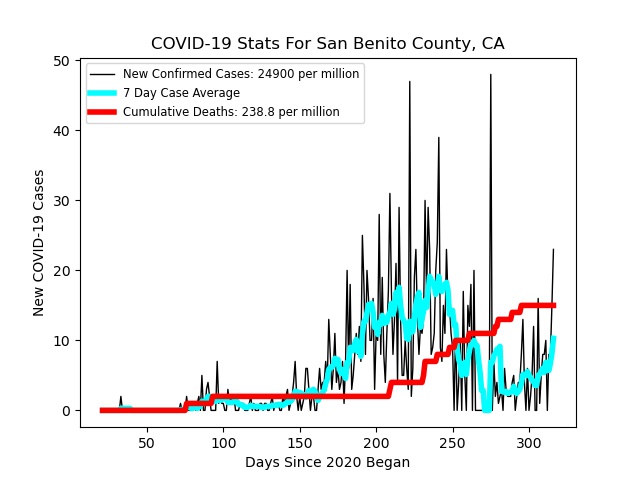 COVID-19 Stats For San Benito County, CA
New Confirmed Cases: 24900 per million
7 Day Case Average
Cumulative Deaths: 238.8 per million
New COVID-19 Cases
50
40
30
20
10
0
50 100 150 200 250 300
Days Since 2020 Began